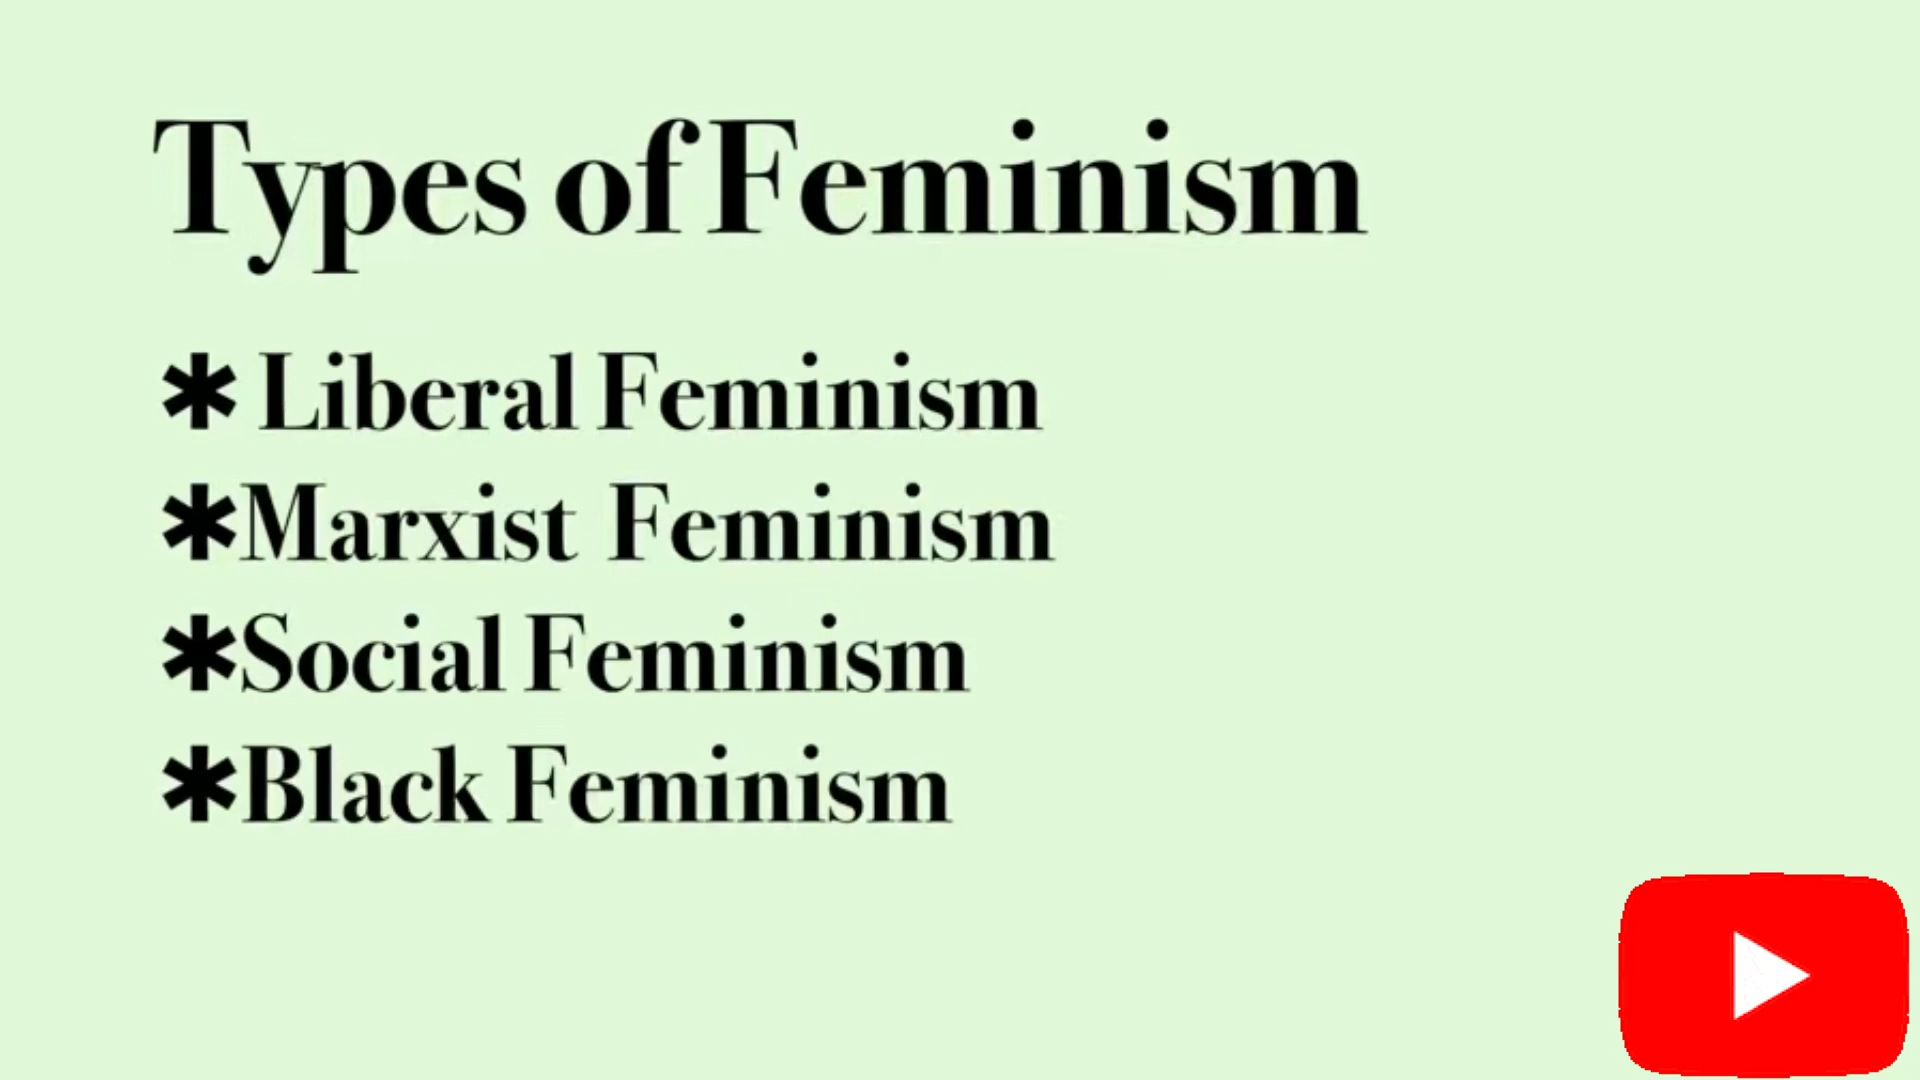 Types of Feminism
✱ Liberal Feminism
✱Marxist Feminism
✱Social Feminism
✱Black Feminism